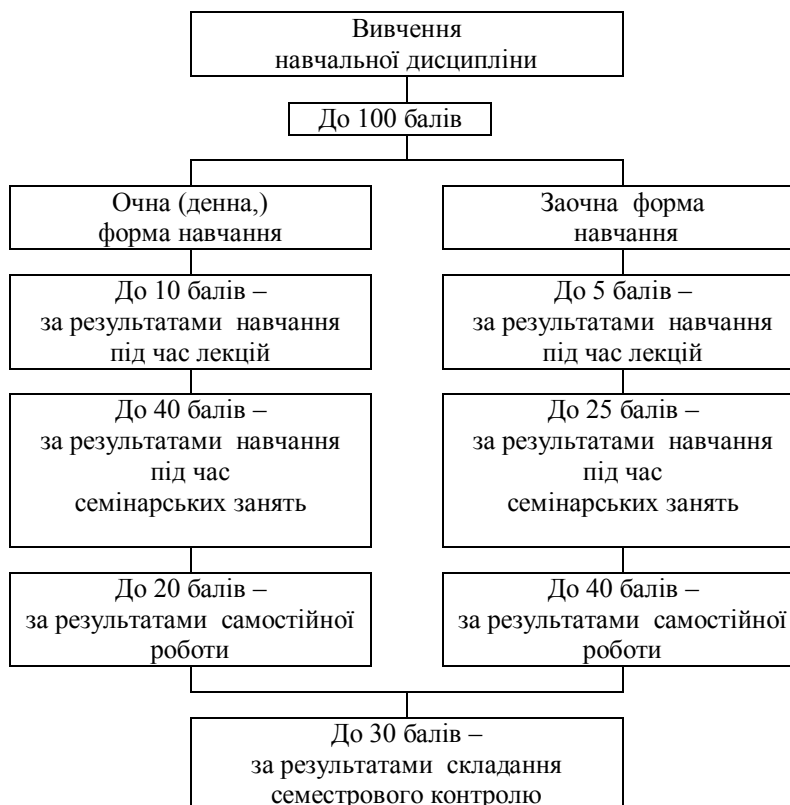 Вивчення
навчальної дисципліни
До 100 балів
Очна (денна,)
форма навчання
Заочна форма
навчання
До 10 балів –
за результатами навчання
під час лекцій
До 5 балів –
за результатами навчання
під час лекцій
До 40 балів –
за результатами навчання
під час
семінарських занять
До 25 балів –
за результатами навчання
під час
семінарських занять
До 20 балів –
за результатами самостійної
роботи
До 40 балів –
за результатами самостійної
роботи
До 30 балів –
за результатами складання
семестрового контролю